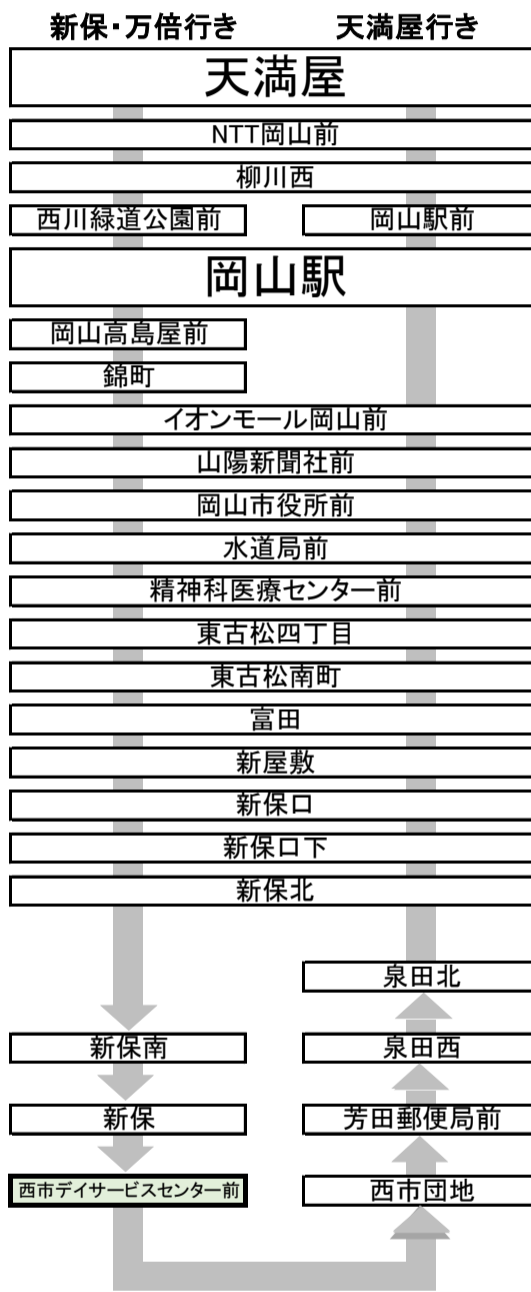 新保・万倍行き 天満屋行き
天満屋
NTT岡山前
柳川西
西川緑道公園前 岡山駅前
岡山駅
岡山高島屋前
錦町
イオンモール岡山前
山陽新聞社前
岡山市役所前
水道局前
精神科医療センター前
東古松四丁目
東古松南町
富田
新屋敷
新保口
新保口下
新保北
泉田北
新保南 泉田西
新保 芳田郵便局前
西市デイサービスセンター前 西市団地